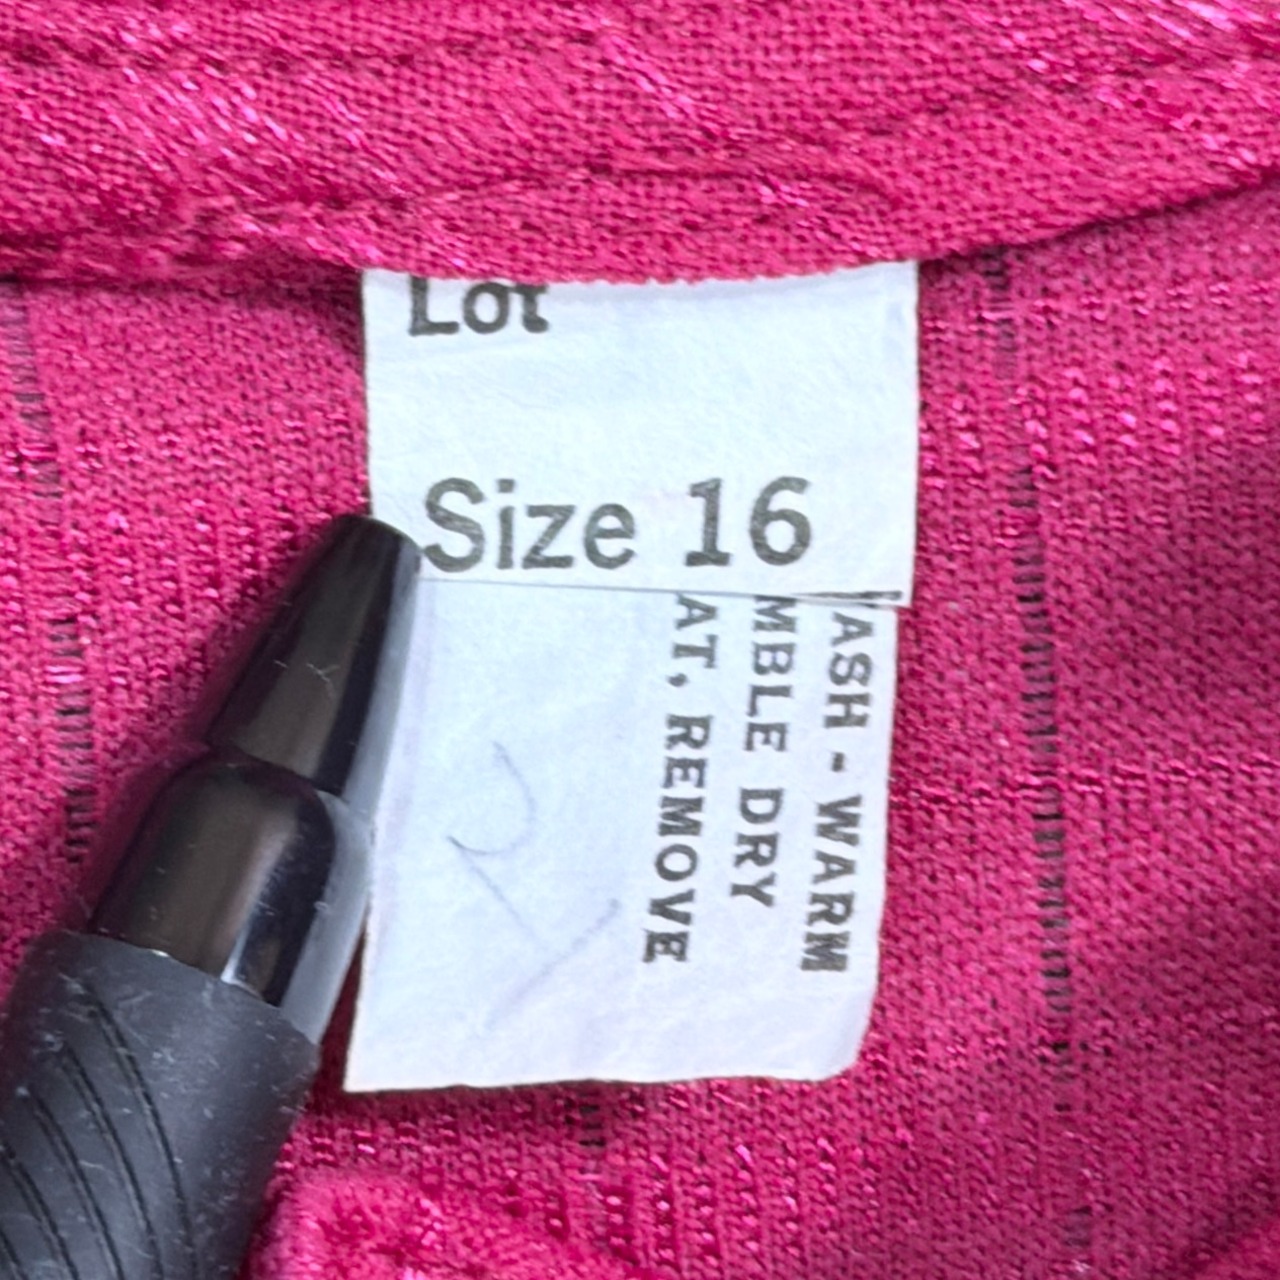 Lot
Size 16
ASH - WARM
MBLE DRY
AT, REMOVE